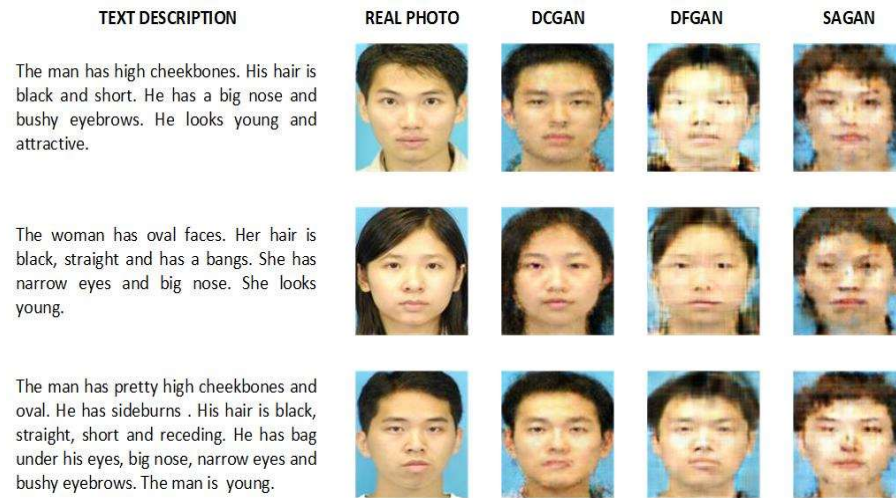 TEXT DESCRIPTION REAL PHOTO DCGAN DFGAN SAGAN
The man has high cheekbones. His hair is
black and short. He has a big nose and
bushy eyebrows. He looks young and
attractive.
The woman has oval faces. Her hair is
black, straight and has a bangs. She has
narrow eyes and big nose. She looks
young.
The man has pretty high cheekbones and
oval. He has sideburns . His hair is black,
straight, short and receding. He has bag
under his eyes, big nose, narrow eyes and
bushy eyebrows. The man is young.